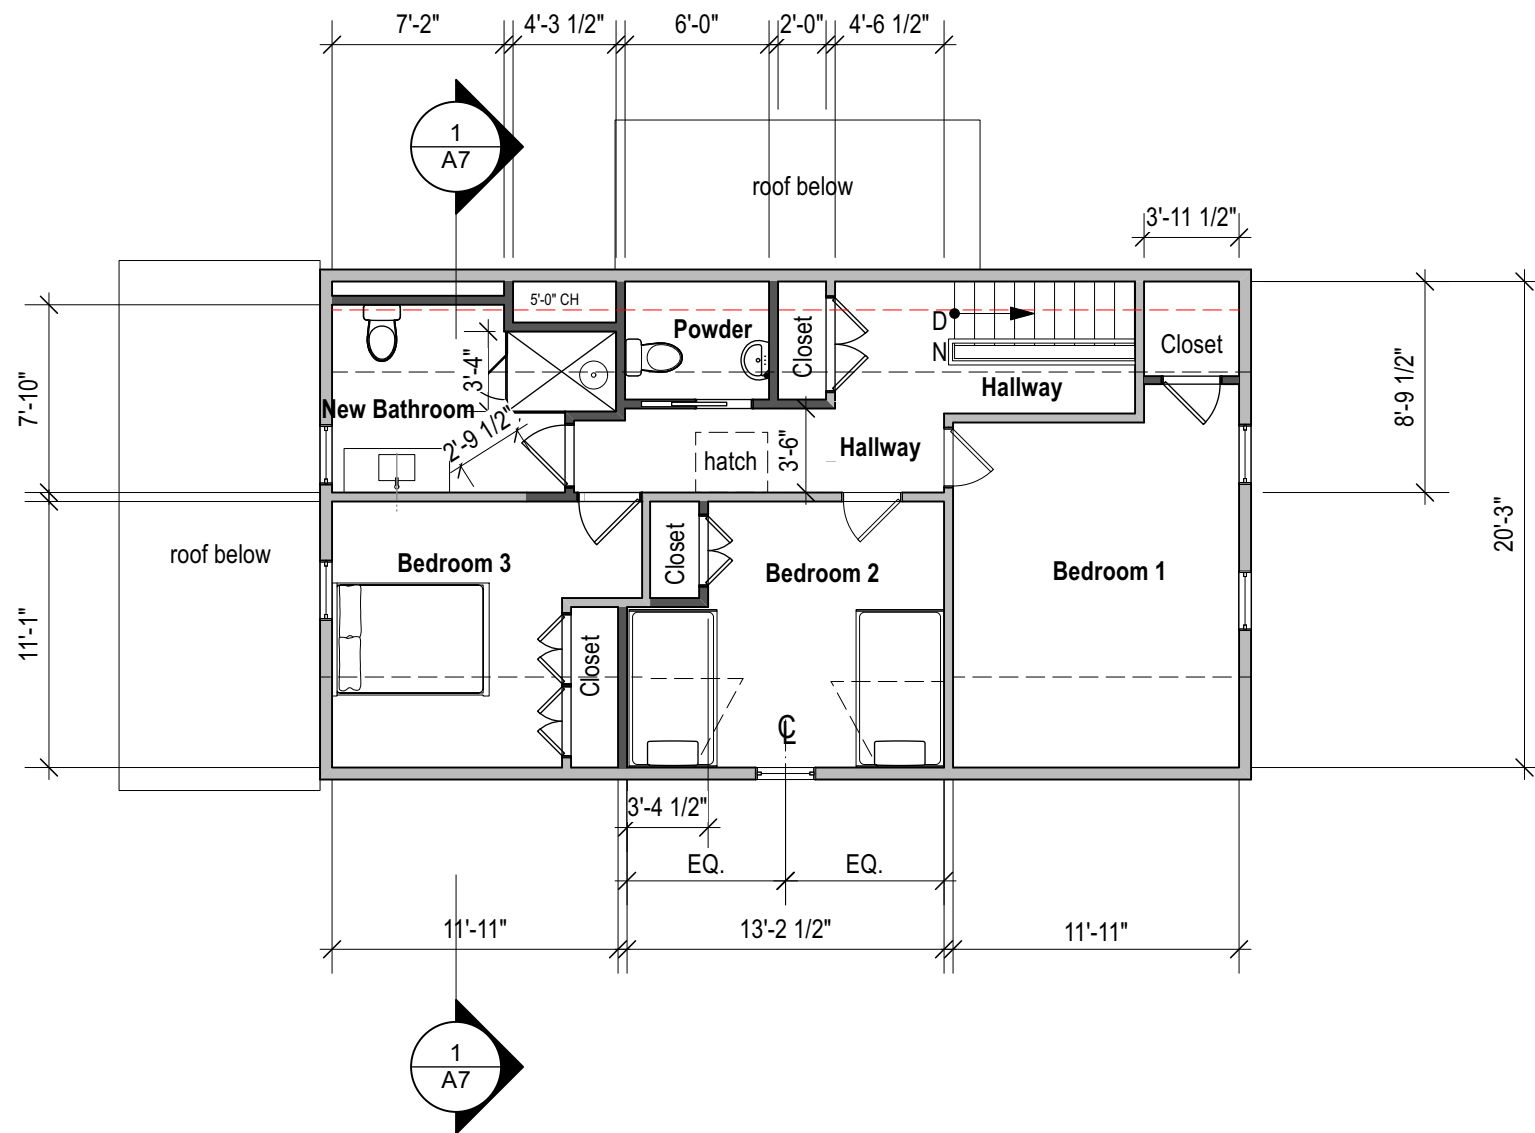 7'-2"
4'-3 1/2"
6'-0"
2'-0"
4'-6 1/2"
1
A7
roof below
3'-11 1/2"
5'-0" CH
Powder
Closet
D
N
Closet
Hallway
3'-4"
New Bathroom
2'-9 1/2"
7'-10"
8'-9 1/2"
hatch
3'-6"
Hallway
20'-3"
roof below
Bedroom 3
Closet
Bedroom 2
Bedroom 1
11'-1"
Closet
CL
3'-4 1/2"
EQ.
EQ.
11'-11"
13'-2 1/2"
11'-11"
1
A7